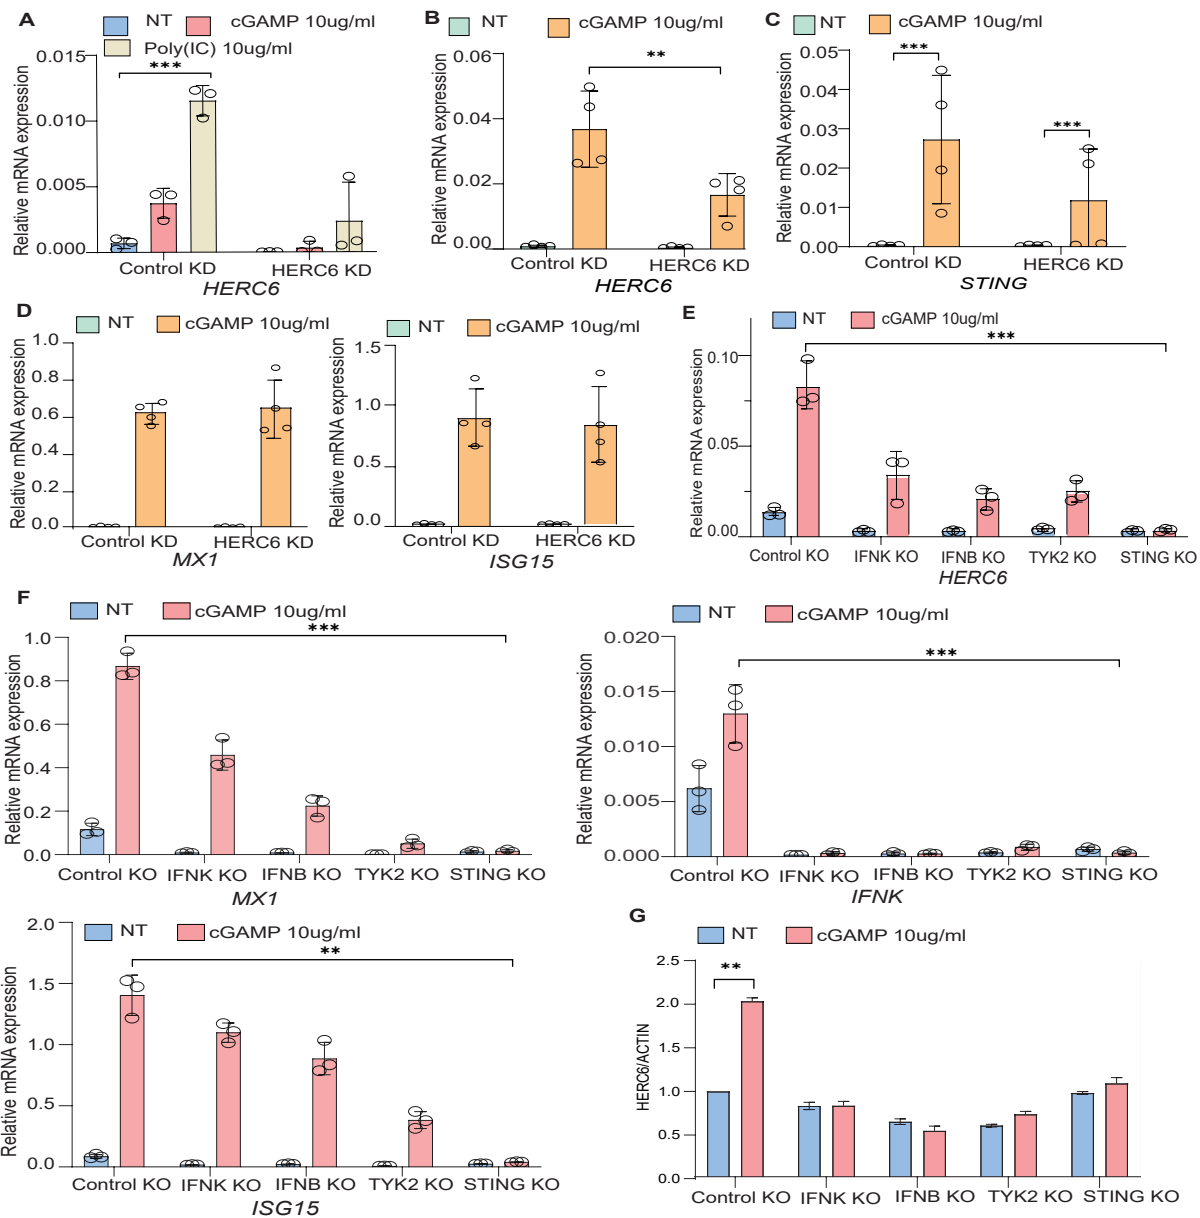 A
NT
cGAMP 10ug/ml
Poly(IC) 10ug/ml
Relative mRNA expression
0.015
0.010
0.005
0.000
***
Control KD
HERC6 KD
HERC6
B
NT
cGAMP 10ug/ml
Relative mRNA expression
0.06
0.04
0.02
0.00
**
Control KD
HERC6 KD
HERC6
C
NT
cGAMP 10ug/ml
Relative mRNA expression
0.05
0.04
0.03
0.02
0.01
0.00
***
***
Control KD
HERC6 KD
STING
D
NT
cGAMP 10ug/ml
Relative mRNA expression
1.0
0.8
0.6
0.4
0.2
0.0
Control KD
HERC6 KD
MX1
NT
cGAMP 10ug/ml
Relative mRNA expression
1.5
1.0
0.5
0.0
Control KD
HERC6 KD
ISG15
E
NT
cGAMP 10ug/ml
Relative mRNA expression
0.10
0.05
0.00
***
Control KO
IFNK KO
IFNB KO
TYK2 KO
STING KO
HERC6
F
NT
cGAMP 10ug/ml
Relative mRNA expression
1.0
0.8
0.6
0.4
0.2
0.0
***
Control KO
IFNK KO
IFNB KO
TYK2 KO
STING KO
MX1
NT
cGAMP 10ug/ml
Relative mRNA expression
0.020
0.015
0.010
0.005
0.000
***
Control KO
IFNK KO
IFNB KO
TYK2 KO
STING KO
IFNK
NT
cGAMP 10ug/ml
Relative mRNA expression
2.0
1.5
1.0
0.5
0.0
**
Control KO
IFNK KO
IFNB KO
TYK2 KO
STING KO
ISG15
G
NT
cGAMP 10ug/ml
HERC6/ACTIN
2.5
2.0
1.5
1.0
0.5
0.0
**
Control KO
IFNK KO
IFNB KO
TYK2 KO
STING KO